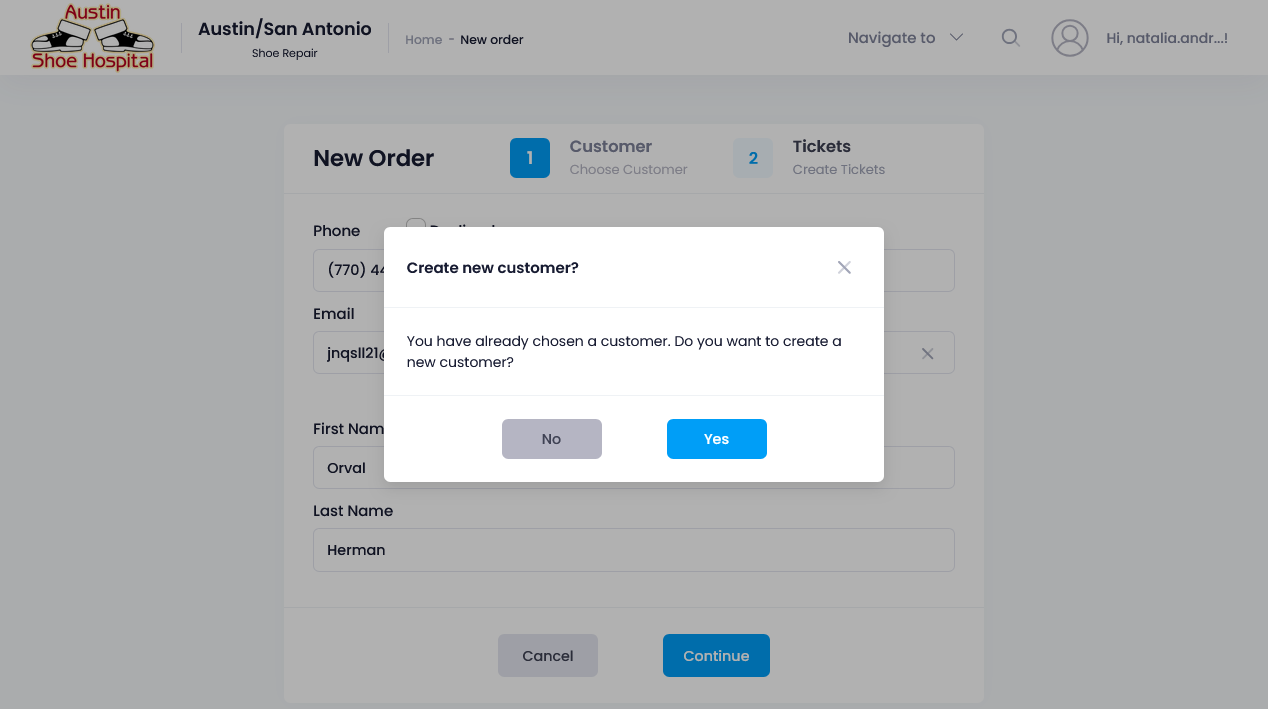 Austin
Shoe Hospital
Austin/San Antonio
Shoe Repair
Home - New order
Navigate to
Hi, natalia.andr...!
New Order
1
Customer
Choose Customer
2
Tickets
Create Tickets
Phone
(770) 44
Email
jnqsll21@
Create new customer?
You have already chosen a customer. Do you want to create a
new customer?
No
Yes
First Nam
Orval
Last Name
Herman
Cancel
Continue